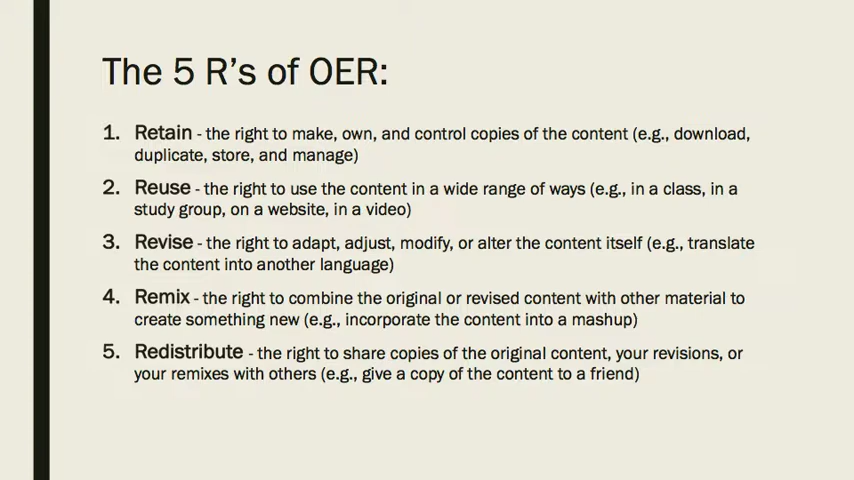 The 5 R's of OER:
1. Retain - the right to make, own, and control copies of the content (e.g., download,
duplicate, store, and manage)
2. Reuse - the right to use the content in a wide range of ways (e.g., in a class, in a
study group, on a website, in a video)
3. Revise - the right to adapt, adjust, modify, or alter the content itself (e.g., translate
the content into another language)
4. Remix - the right to combine the original or revised content with other material to
create something new (e.g., incorporate the content into a mashup)
5. Redistribute - the right to share copies of the original content, your revisions, or
your remixes with others (e.g., give a copy of the content to a friend)